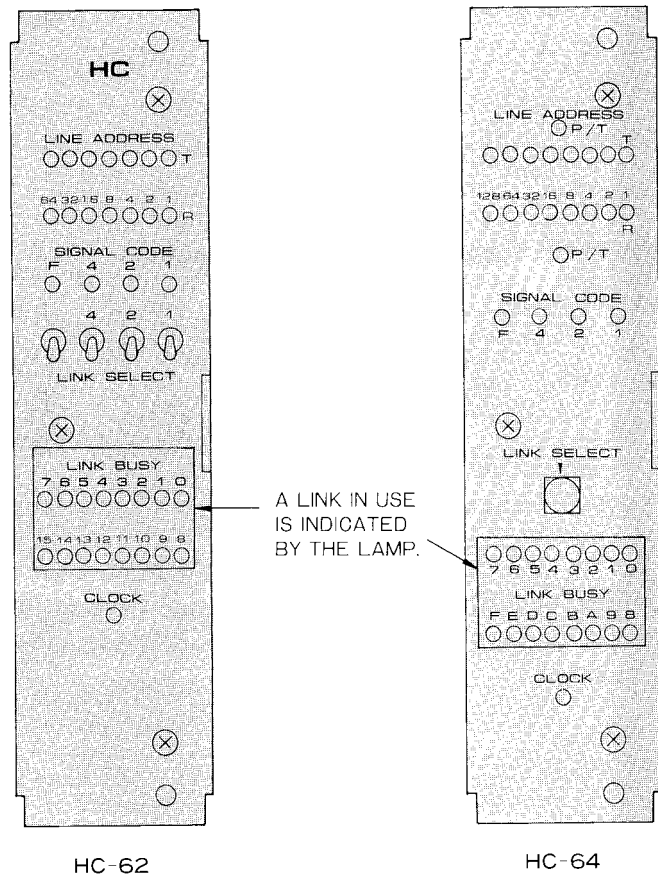 HC
LINE ADDRESS
T
64 32 16 8 4 2 1
R
SIGNAL CODE
F 4 2 1
4 2 1
LINK SELECT
LINK BUSY
7 6 5 4 3 2 1 0
15 14 13 12 11 10 9 8
CLOCK
HC-62
A LINK IN USE
IS INDICATED
BY THE LAMP.
LINE ADDRESS
P/T
T
128 64 32 16 8 4 2 1
R
P/T
SIGNAL CODE
F 4 2 1
LINK SELECT
7 6 5 4 3 2 1 0
LINK BUSY
F E D C B A 9 8
CLOCK
HC-64